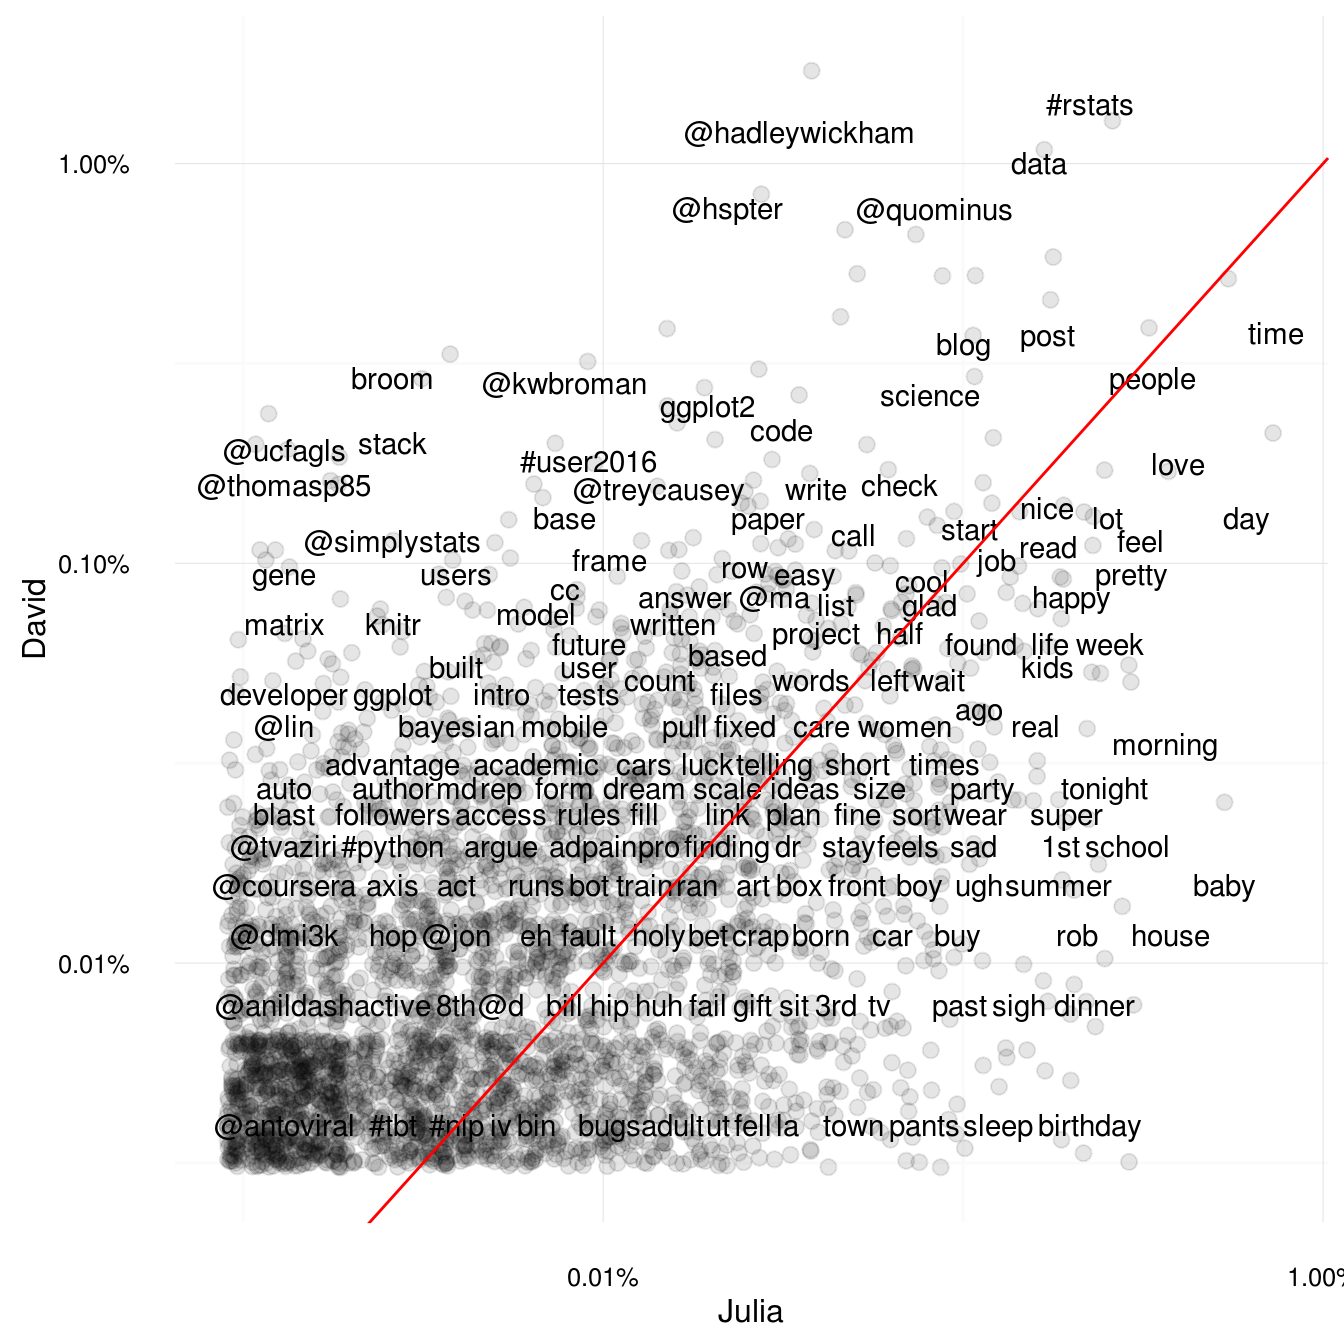 #rstats
@hadleywickham
1.00%
data
@hspter @quominus
blog post time
broom @kwbroman people
ggplot2 science
code
@ucfagls stack
#user2016 love
@thomasp85 @treycausey write check
base paper nice lot day
@simplystats call start read feel
0.10%
frame job
gene users row easy cool pretty
cc answer @ma list glad happy
matrix knitr model written project half
future based found life week
built user kids
developer ggplot intro tests count files words left wait
@lin bayesian mobile pull fixed care women ago real
morning
advantage academic cars luck telling short times
auto author md rep form dream scale ideas size party tonight
blast followers access rules fill link plan fine sort wear super
@tvaziri #python argue adpain pro finding dr stay feels sad 1st school
@coursera axis act runs bot train ran art box front boy ugh summer baby
@dmi3k hop @jon eh fault holy bet crap born car buy rob house
0.01%
@anildash active 8th @d bill hip huh fail gift sit 3rd tv past sigh dinner
@antoviral #tbt #nlp iv bin bugs adult ut fell la town pants sleep birthday
David
0.01% 1.00%
Julia